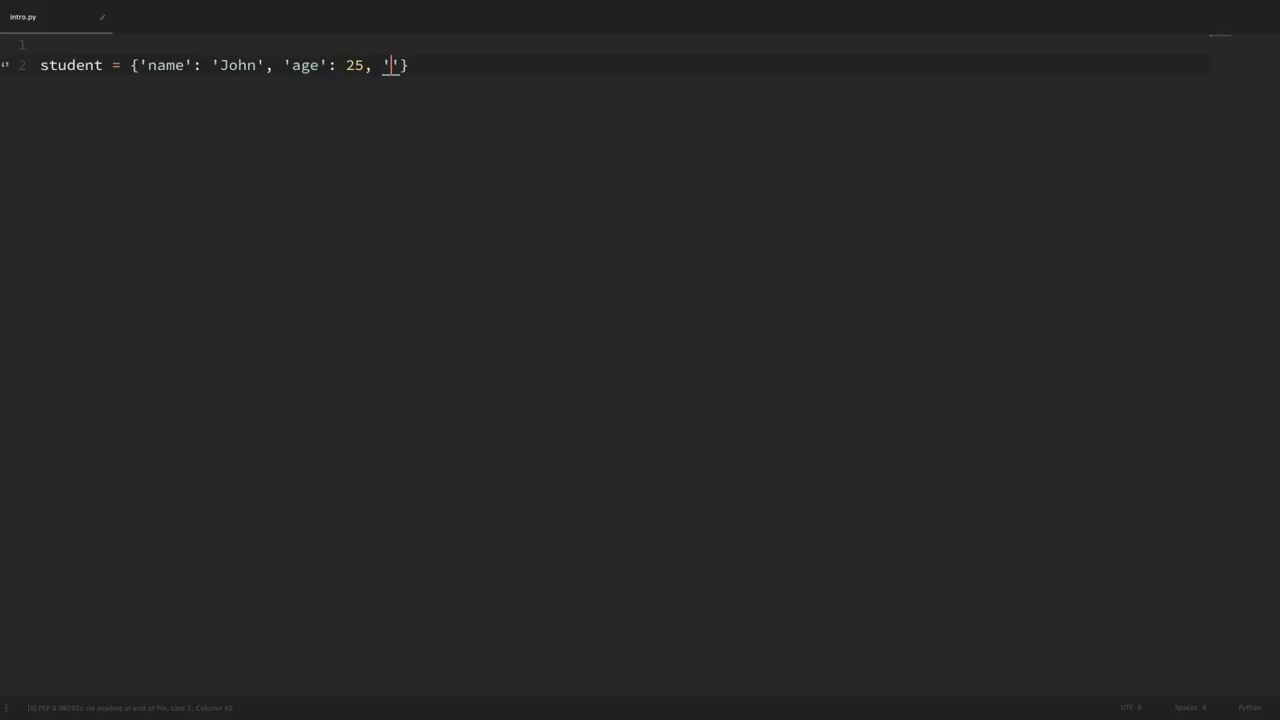 intro.py
1
2 student = {'name': 'John', 'age': 25, ''}
[V] PEP 8 (W292): no newline at end of file, Line 2, Column 40
UTF-8 Spaces: 4 Python